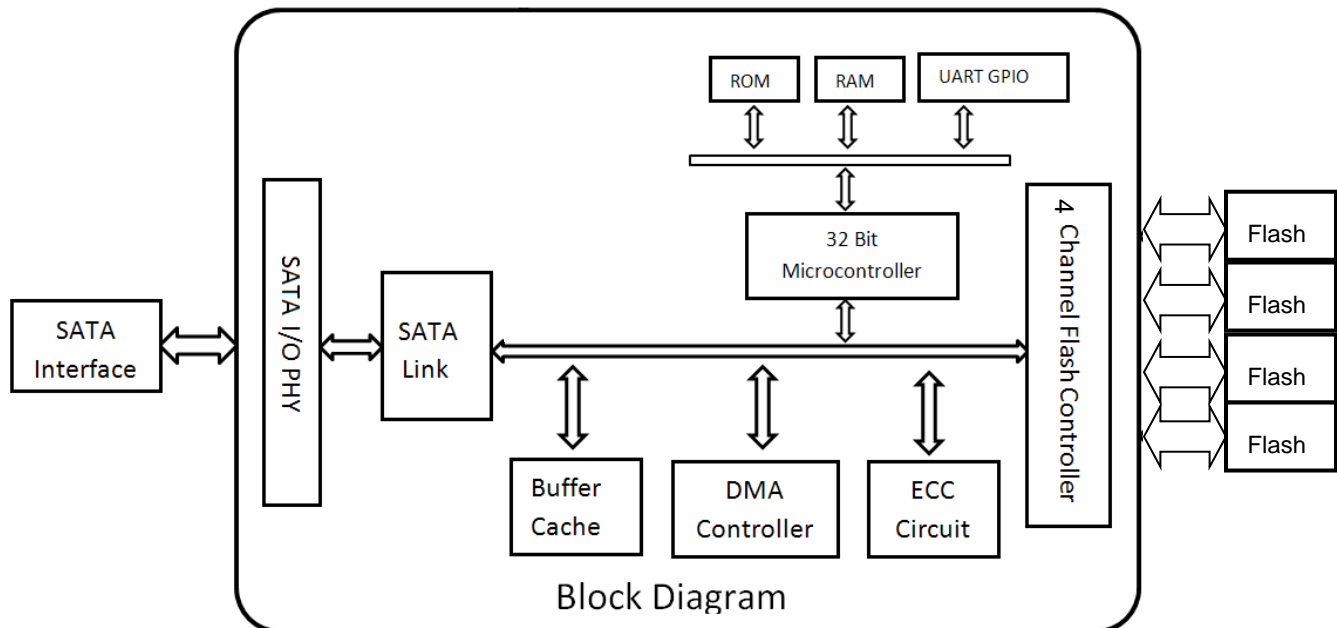 ROM
RAM
UART GPIO
32 Bit
Microcontroller
SATA
Interface
SATA I/O PHY
SATA
Link
4 Channel Flash Controller
Flash
Flash
Flash
Flash
Buffer
Cache
DMA
Controller
ECC
Circuit
Block Diagram